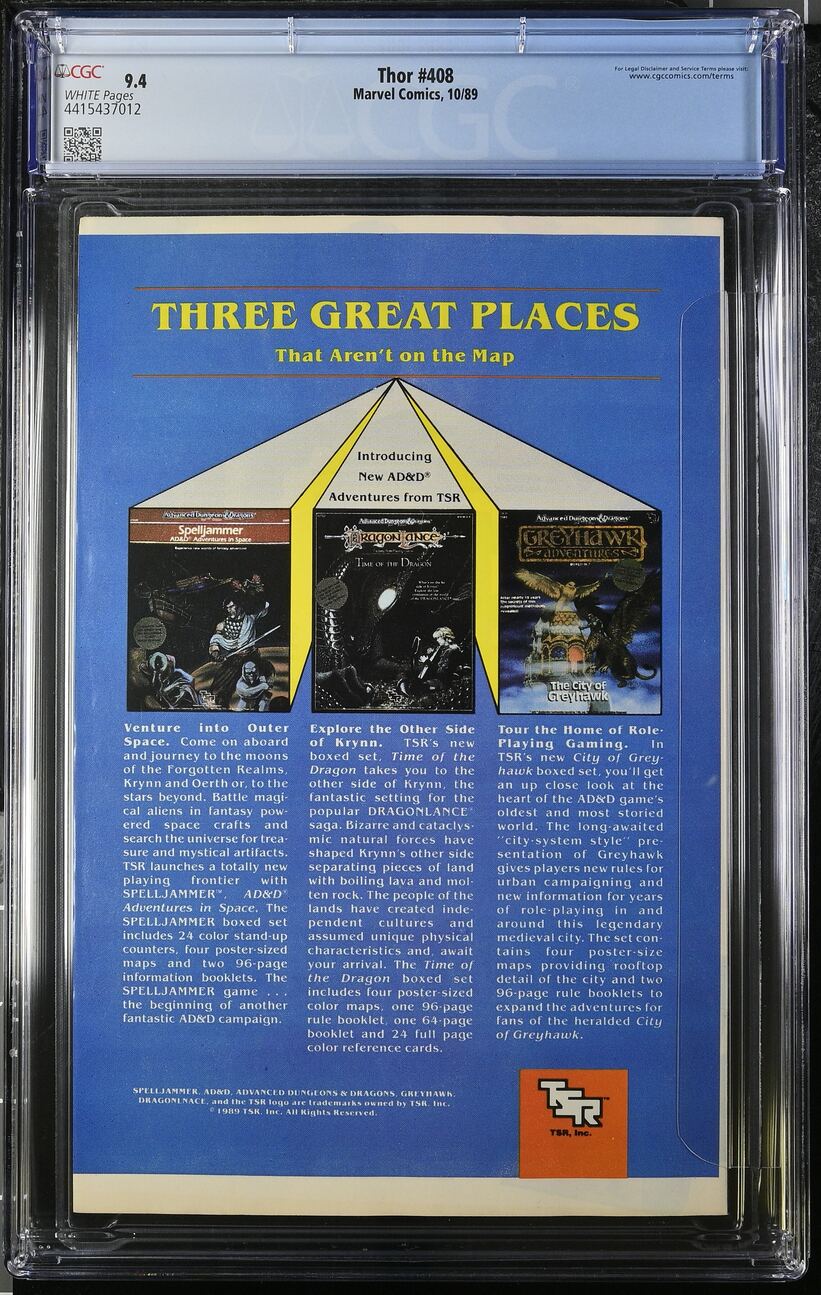 CGC
9.4
WHITE Pages
4415437012
Thor #408
Marvel Comics, 10/89
For Legal Disclaimer and Service Terms please visit:
www.cgccomics.com/terms
CGC
THREE GREAT PLACES
That Aren't on the Map
Introducing
New AD&D®
Adventures from TSR
Advanced Dungeons & Dragons
Spelljammer
AD&D Adventures in Space
Advanced Dungeons & Dragons
DRAGONLANCE
TIME OF THE DRAGON
Advanced Dungeons & Dragons
GREYHAWK
ADVENTURES
The City of
Greyhawk
Venture into Outer
Space. Come on aboard
and journey to the moons
of the Forgotten Realms,
Krynn and Oerth or, to the
stars beyond. Battle magi-
cal aliens in fantasy pow-
ered space crafts and
search the universe for trea-
sure and mystical artifacts.
TSR launches a totally new
playing frontier with
SPELLJAMMER™, AD&D®
Adventures in Space. The
SPELLJAMMER boxed set
includes 24 color stand-up
counters, four poster-sized
maps and two 96-page
information booklets. The
SPELLJAMMER game . . .
the beginning of another
fantastic AD&D campaign.
Explore the Other Side
of Krynn. TSR's new
boxed set, Time of the
Dragon takes you to the
other side of Krynn, the
fantastic setting for the
popular DRAGONLANCE®
saga. Bizarre and cataclys-
mic natural forces have
shaped Krynn's other side
separating pieces of land
with boiling lava and mol-
ten rock. The people of the
lands have created inde-
pendent cultures and
assumed unique physical
characteristics and, await
your arrival. The Time of
the Dragon boxed set
includes four poster-sized
color maps, one 96-page
rule booklet, one 64-page
booklet and 24 full page
color reference cards.
Tour the Home of Role-
Playing Gaming. In
TSR's new City of Grey-
hawk boxed set, you'll get
an up close look at the
heart of the AD&D game's
oldest and most storied
world. The long-awaited
"city-system style" pre-
sentation of Greyhawk
gives players new rules for
urban campaigning and
new information for years
of role-playing in and
around this legendary
medieval city. The set con-
tains four poster-size
maps providing rooftop
detail of the city and two
96-page rule booklets to
expand the adventures for
fans of the heralded City
of Greyhawk.
SPELLJAMMER, AD&D, ADVANCED DUNGEONS & DRAGONS, GREYHAWK,
DRAGONLNACE, and the TSR logo are trademarks owned by TSR, Inc.
© 1989 TSR, Inc. All Rights Reserved.
TSR™
TSR, Inc.